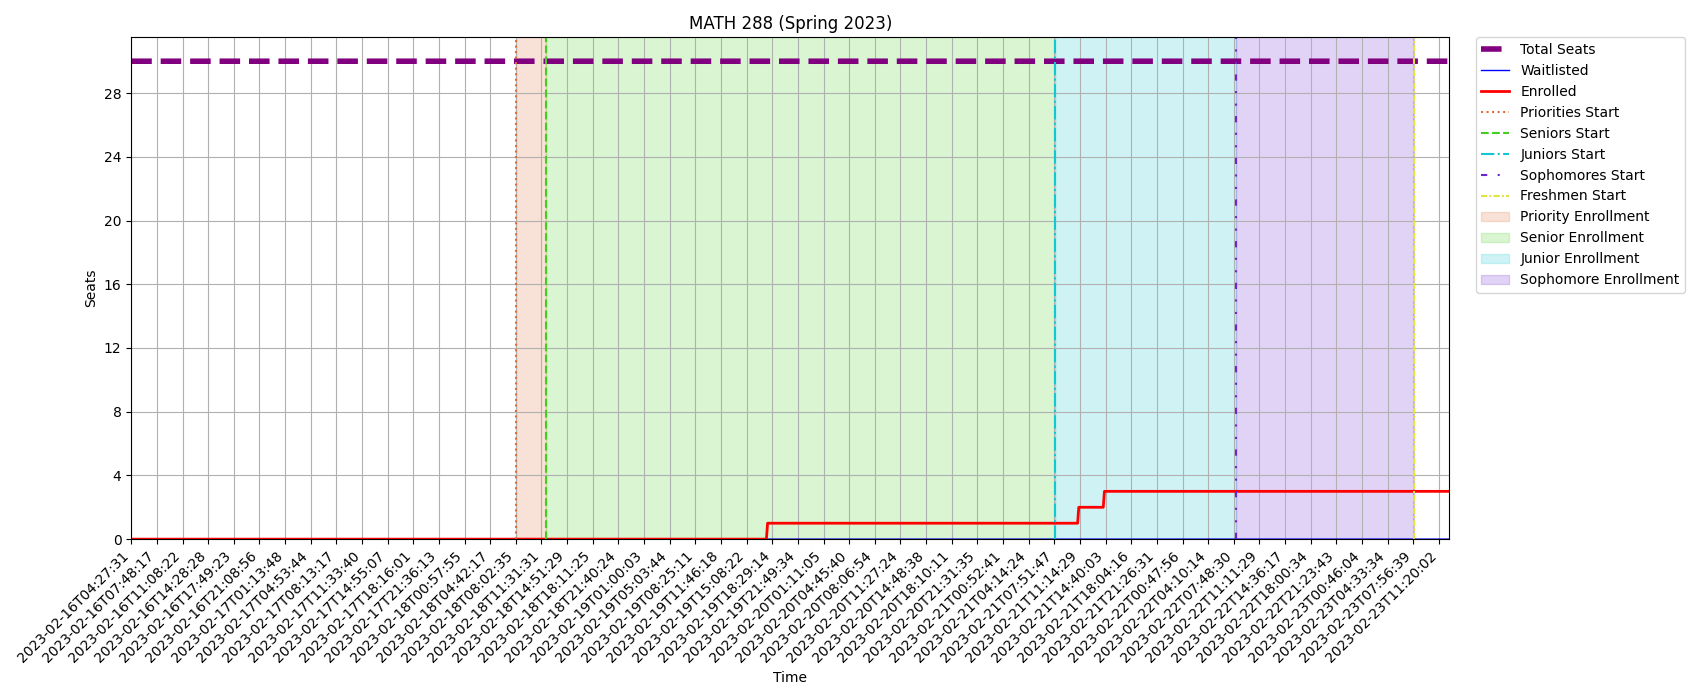 MATH 288 (Spring 2023)
Total Seats
Waitlisted
Enrolled
Priorities Start
Seniors Start
Juniors Start
Sophomores Start
Freshmen Start
Priority Enrollment
Senior Enrollment
Junior Enrollment
Sophomore Enrollment
Seats
28
24
20
16
12
8
4
0
2023-02-16T04:27:31
2023-02-16T07:48:17
2023-02-16T11:08:22
2023-02-16T14:28:28
2023-02-16T17:49:23
2023-02-16T21:08:56
2023-02-17T01:13:48
2023-02-17T04:53:44
2023-02-17T08:13:17
2023-02-17T11:33:40
2023-02-17T14:55:07
2023-02-17T18:16:01
2023-02-17T21:36:13
2023-02-18T00:57:55
2023-02-18T04:42:17
2023-02-18T08:02:35
2023-02-18T11:31:31
2023-02-18T14:51:29
2023-02-18T18:11:25
2023-02-18T21:40:24
2023-02-19T01:00:03
2023-02-19T05:03:44
2023-02-19T08:25:11
2023-02-19T11:46:18
2023-02-19T15:08:22
2023-02-19T18:29:14
2023-02-19T21:49:34
2023-02-20T01:11:05
2023-02-20T04:45:40
2023-02-20T08:06:54
2023-02-20T11:27:24
2023-02-20T14:48:38
2023-02-20T18:10:11
2023-02-20T21:31:35
2023-02-21T00:52:41
2023-02-21T04:14:24
2023-02-21T07:51:47
2023-02-21T11:14:29
2023-02-21T14:40:03
2023-02-21T18:04:16
2023-02-21T21:26:31
2023-02-22T00:47:56
2023-02-22T04:10:14
2023-02-22T07:48:30
2023-02-22T11:11:29
2023-02-22T14:36:17
2023-02-22T18:00:34
2023-02-22T21:23:43
2023-02-23T00:46:04
2023-02-23T04:33:34
2023-02-23T07:56:39
2023-02-23T11:20:02
Time